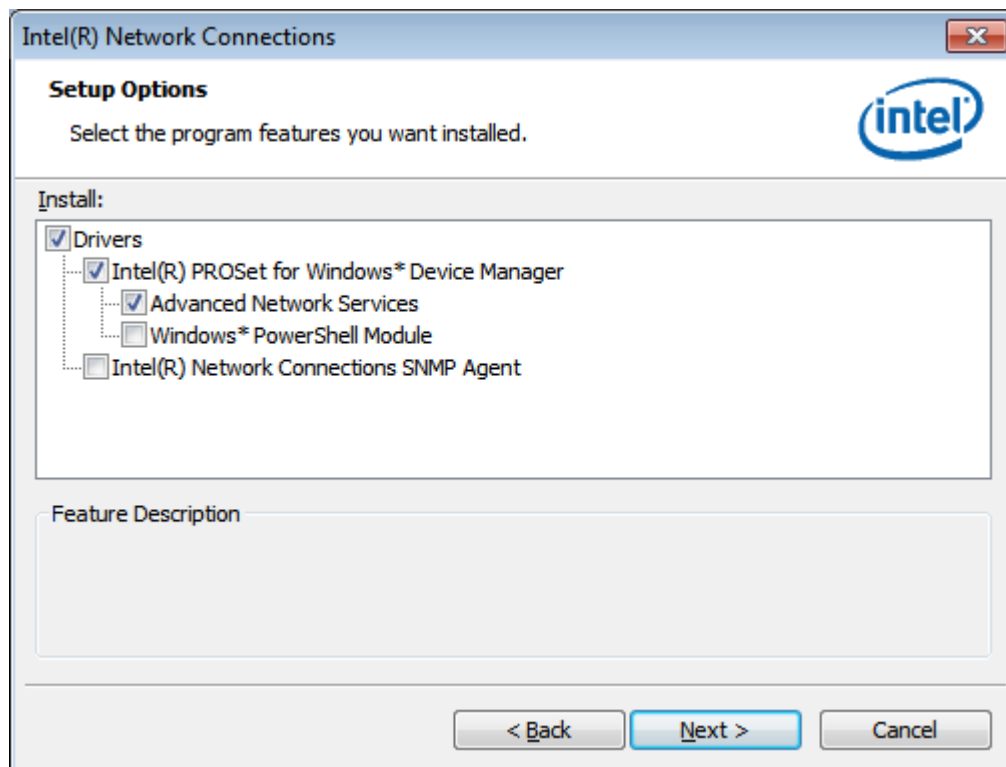 Intel(R) Network Connections
Setup Options
Select the program features you want installed.
intel
Install:
Drivers
Intel(R) PROSet for Windows* Device Manager
Advanced Network Services
Windows* PowerShell Module
Intel(R) Network Connections SNMP Agent
Feature Description
< Back
Next >
Cancel